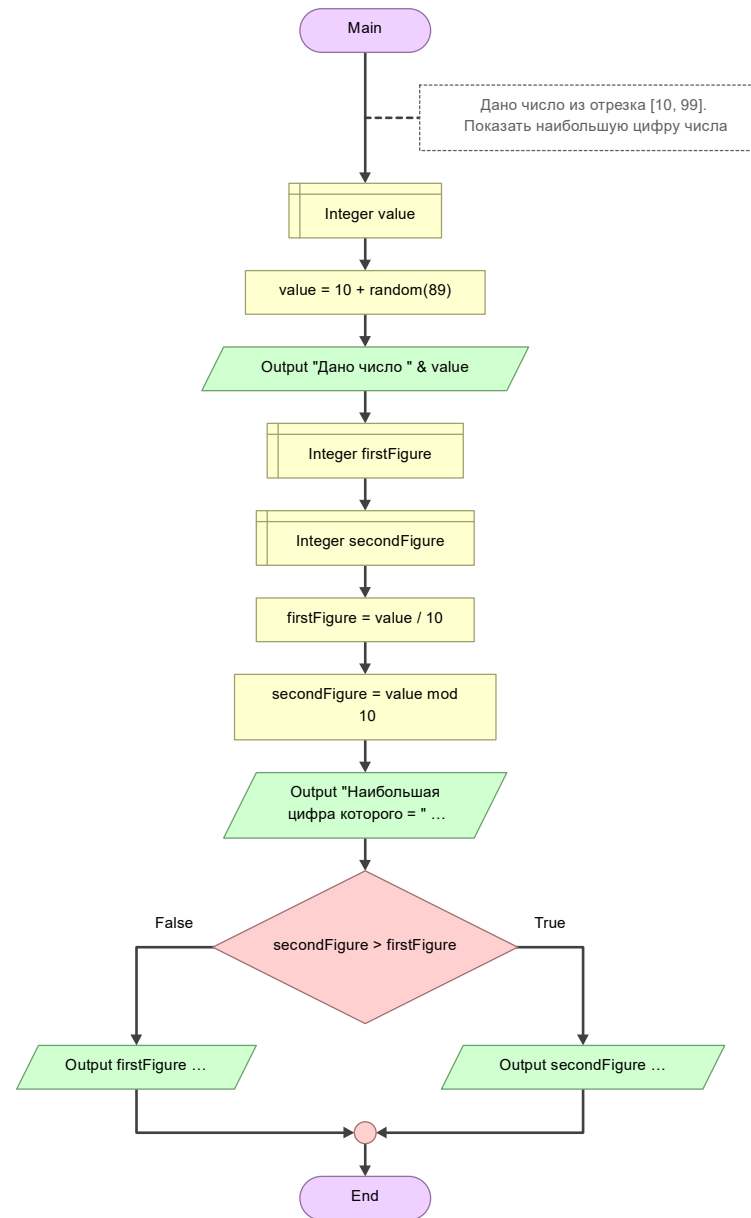 Main
Дано число из отрезка [10, 99].
Показать наибольшую цифру числа
Integer value
value = 10 + random(89)
Output "Дано число " & value
Integer firstFigure
Integer secondFigure
firstFigure = value / 10
secondFigure = value mod
10
Output "Наибольшая
цифра которого = " …
False
True
secondFigure > firstFigure
Output firstFigure …
Output secondFigure …
End